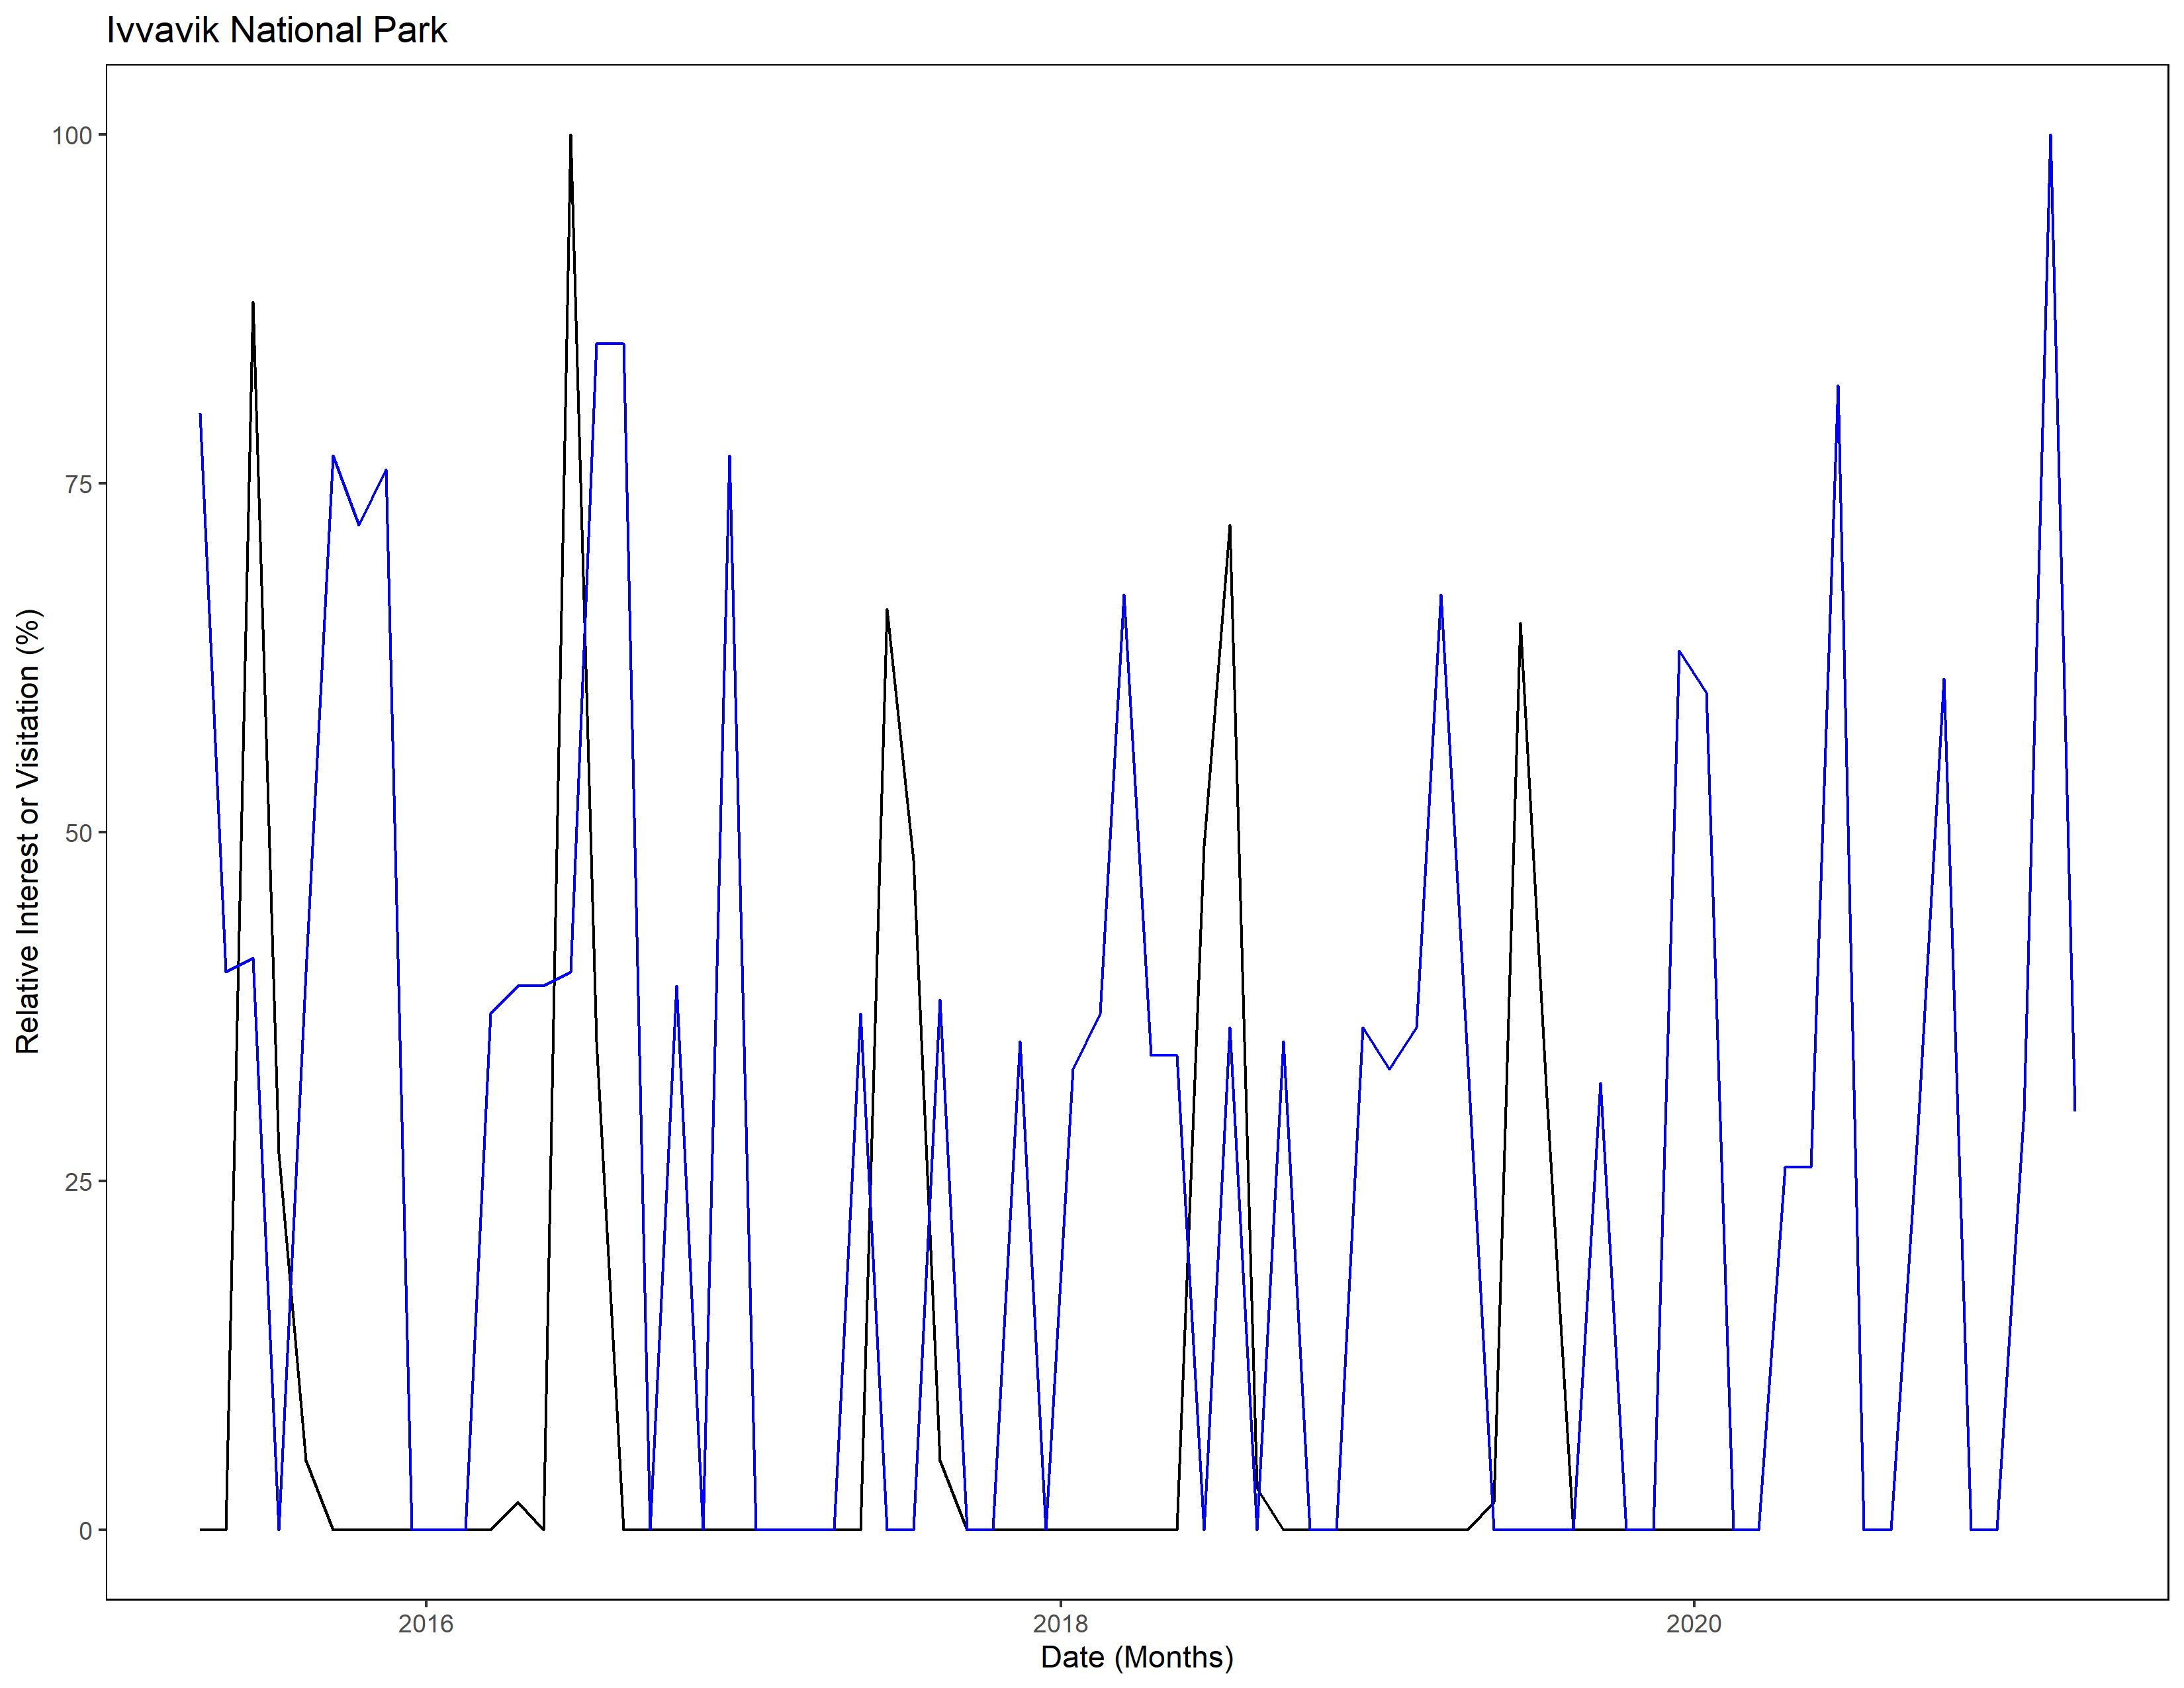 Ivvavik National Park
100
75
50
25
0
Relative Interest or Visitation (%)
2016
2018
2020
Date (Months)